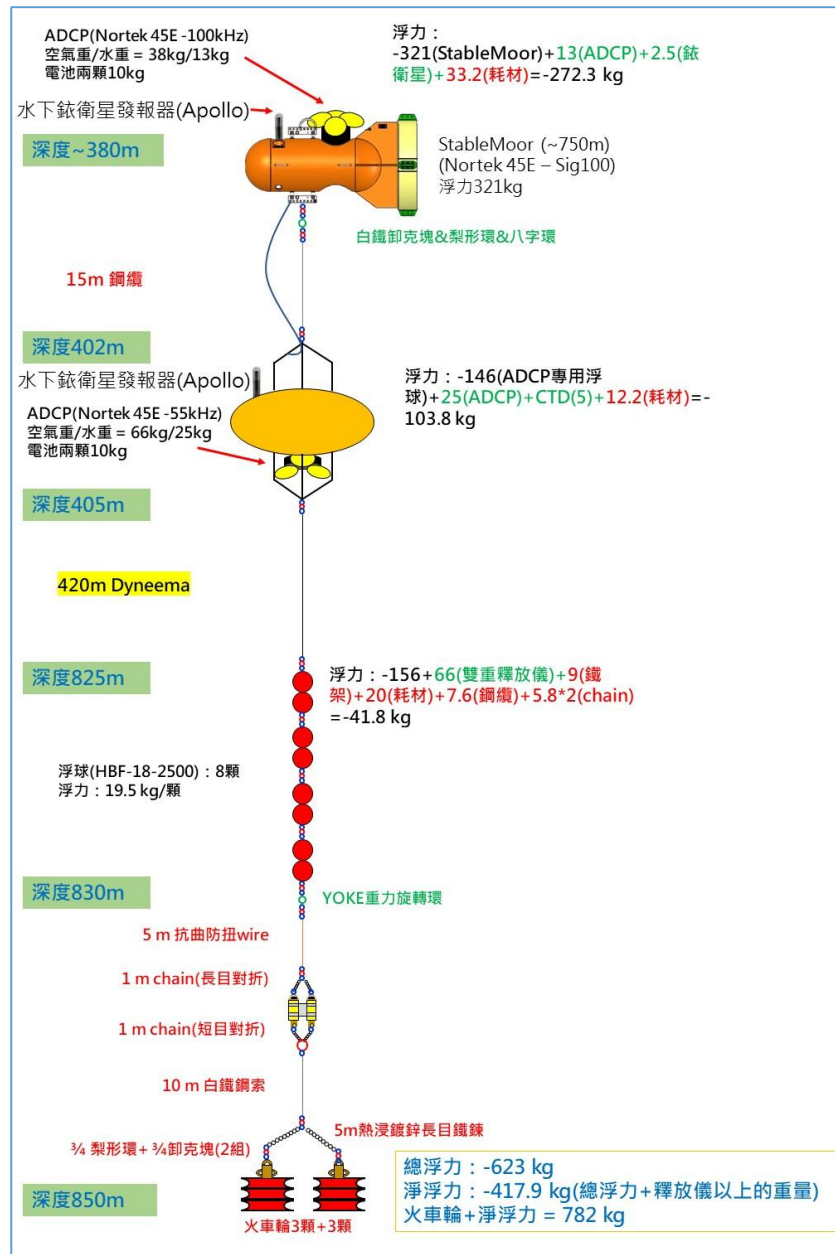 ADCP(Nortek 45E -100kHz)
空氣重/水重 = 38kg/13kg
電池兩顆10kg
浮力：
-321(StableMoor)+13(ADCP)+2.5(銥
衛星)+33.2(耗材)=-272.3 kg
水下銥衛星發報器(Apollo)
深度~380m
StableMoor (~750m)
(Nortek 45E – Sig100)
浮力321kg
白鐵卸克塊&梨形環&八字環
15m 鋼纜
深度402m
水下銥衛星發報器(Apollo)
浮力：-146(ADCP專用浮
球)+25(ADCP)+CTD(5)+12.2(耗材)=-
103.8 kg
ADCP(Nortek 45E -55kHz)
空氣重/水重 = 66kg/25kg
電池兩顆10kg
深度405m
420m Dyneema
深度825m
浮力：-156+66(雙重釋放儀)+9(鐵
架)+20(耗材)+7.6(鋼纜)+5.8*2(chain)
=-41.8 kg
浮球(HBF-18-2500)：8顆
浮力：19.5 kg/顆
深度830m
YOKE重力旋轉環
5 m 抗曲防扭wire
1 m chain(長目對折)
1 m chain(短目對折)
10 m 白鐵鋼索
5m熱浸鍍鋅長目鐵鍊
¾ 梨形環+ ¾卸克塊(2組)
深度850m
火車輪3顆+3顆
總浮力：-623 kg
淨浮力：-417.9 kg(總浮力+釋放儀以上的重量)
火車輪+淨浮力 = 782 kg